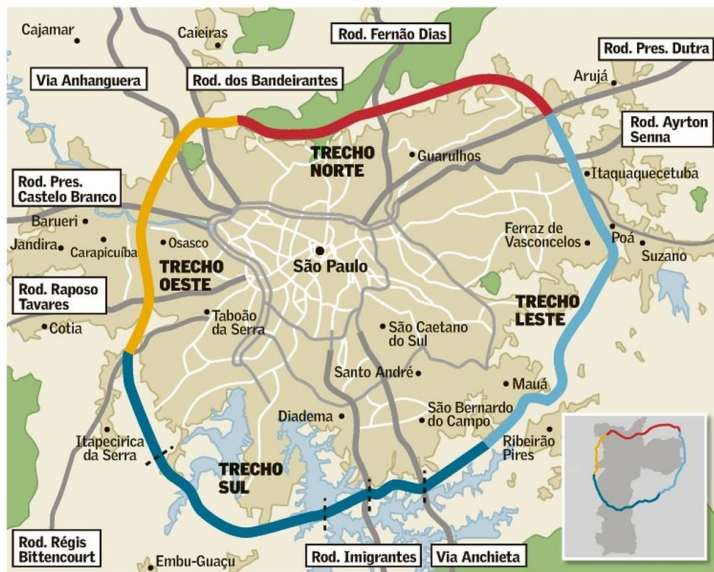 Cajamar
Caieiras
Rod. Fernão Dias
Rod. Pres. Dutra
Via Anhanguera
Rod. dos Bandeirantes
Arujá
Rod. Ayrton
Senna
TRECHO
NORTE
Guarulhos
Itaquaquecetuba
Rod. Pres.
Castelo Branco
Barueri
Jandira
Carapicuíba
Osasco
TRECHO
OESTE
São Paulo
Ferraz de
Vasconcelos
Poá
Suzano
Rod. Raposo
Tavares
Cotia
Taboão
da Serra
São Caetano
do Sul
TRECHO
LESTE
Santo André
Mauá
Diadema
São Bernardo
do Campo
Ribeirão
Pires
Itapecirica
da Serra
TRECHO
SUL
Rod. Régis
Bittencourt
Embu-Guaçu
Rod. Imigrantes
Via Anchieta